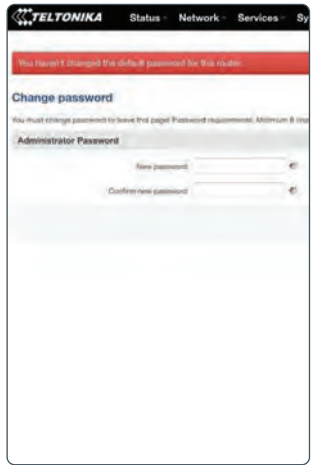 TELTONIKA Status Network Services Sy
You haven't changed the default password for this router.
Change password
You must change password to leave this page! Password requirements: Minimum 8 cha
Administrator Password
New password
Confirm new password